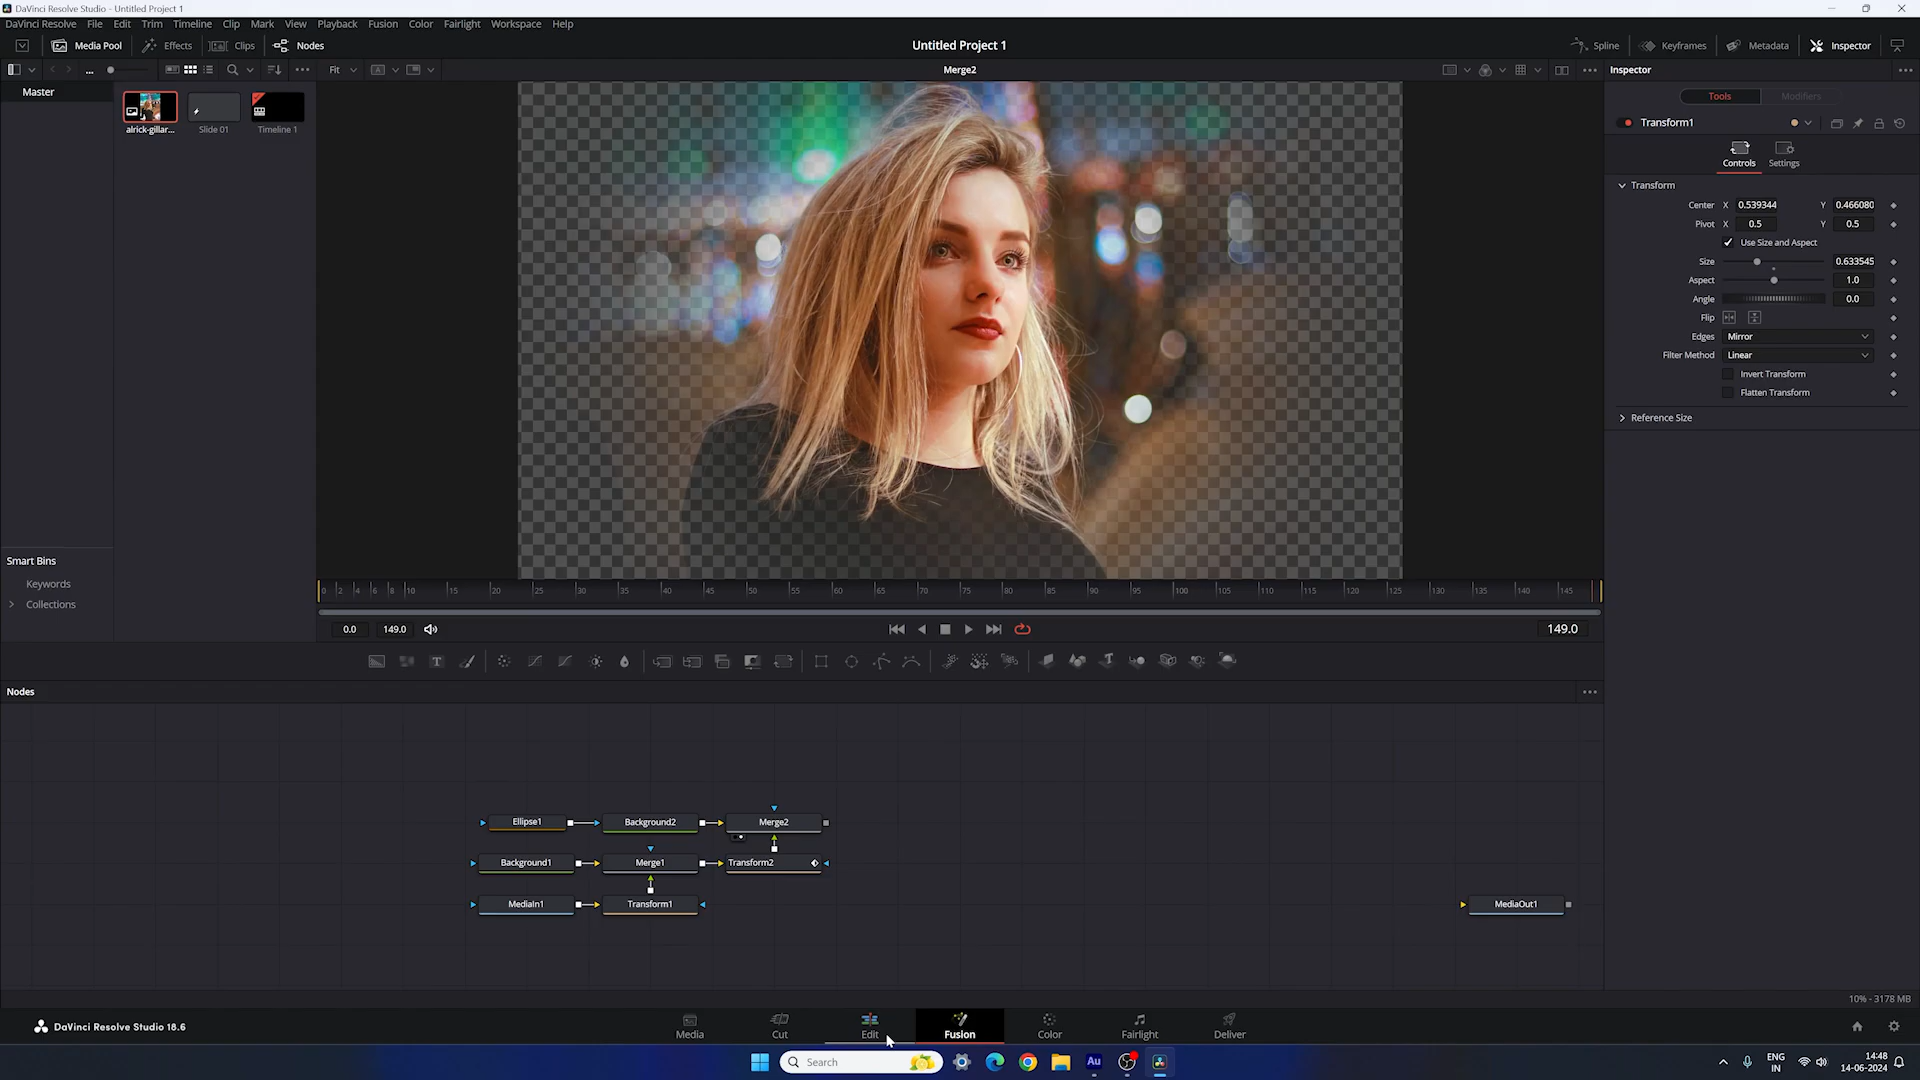 DaVinci Resolve Studio - Untitled Project 1
DaVinci Resolve File Edit Trim Timeline Clip Mark View Playback Fusion Color Fairlight Workspace Help
Media Pool Effects Clips Nodes
Untitled Project 1
Spline Keyframes Metadata Inspector
... Fit
Merge2
Inspector
Master
alrick-gillar...
Slide 01
Timeline 1
Tools Modifiers
Transform1
Controls Settings
Transform
Center X 0.539344 Y 0.466080
Pivot X 0.5 Y 0.5
Use Size and Aspect
Size 0.633545
Aspect 1.0
Angle 0.0
Flip
Edges Mirror
Filter Method Linear
Invert Transform
Flatten Transform
Reference Size
Smart Bins
Keywords
Collections
0 2 4 6 8 10 15 20 25 30 35 40 45 50 55 60 65 70 75 80 85 90 95 100 105 110 115 120 125 130 135 140 145
0.0 149.0
149.0
Nodes
Ellipse1 Background2 Merge2
Background1 Merge1 Transform2
MediaIn1 Transform1 MediaOut1
10% - 3178 MB
DaVinci Resolve Studio 18.6
Media Cut Edit Fusion Color Fairlight Deliver
Search
Au
ENG
IN
14:48
14-06-2024